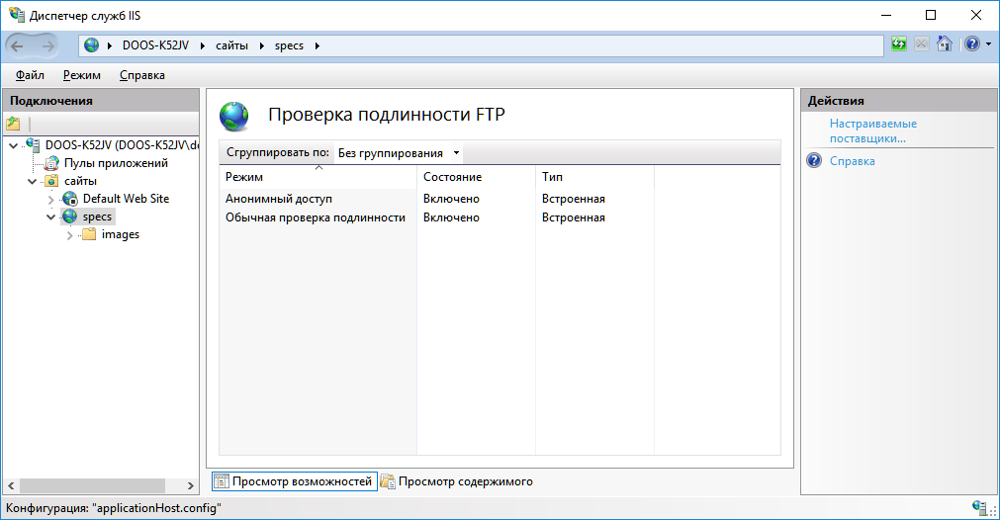 Диспетчер служб IIS
DOOS-K52JV сайты specs
Файл Режим Справка
Подключения
DOOS-K52JV (DOOS-K52JV\d
Пулы приложений
сайты
Default Web Site
specs
images
Проверка подлинности FTP
Сгруппировать по: Без группирования
Режим Состояние Тип
Анонимный доступ Включено Встроенная
Обычная проверка подлинности Включено Встроенная
Просмотр возможностей Просмотр содержимого
Действия
Настраиваемые
поставщики...
Справка
Конфигурация: "applicationHost.config"